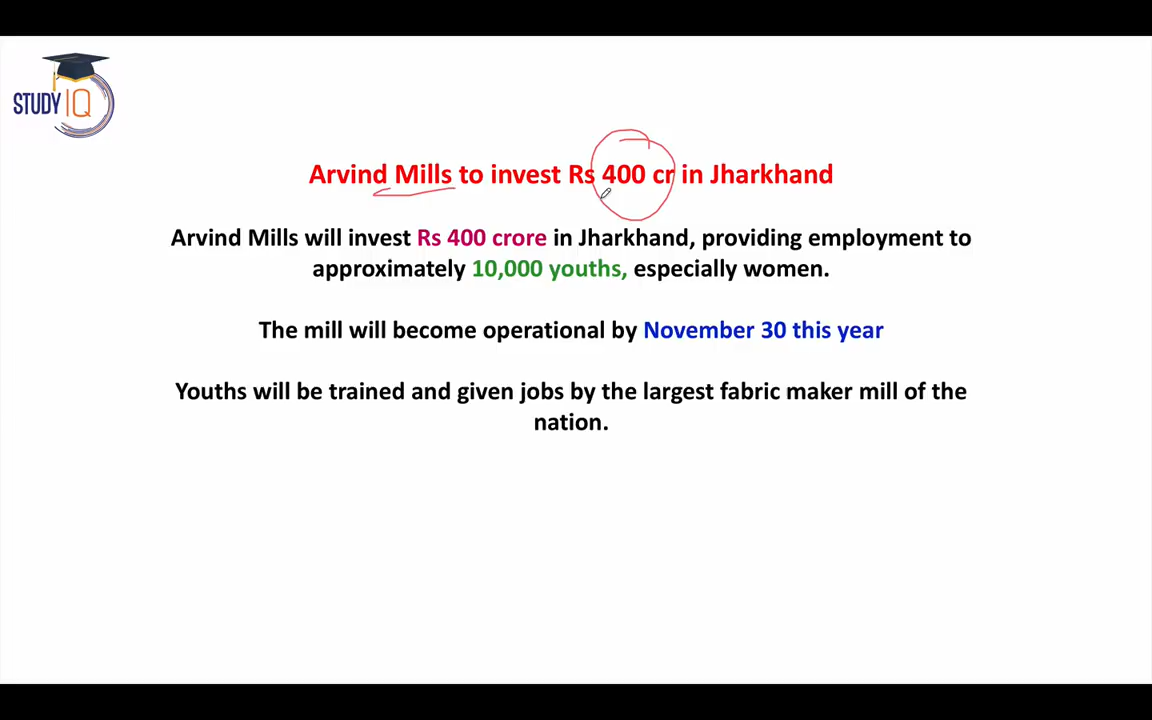 STUDY IQ
Arvind Mills to invest Rs 400 cr in Jharkhand
Arvind Mills will invest Rs 400 crore in Jharkhand, providing employment to
approximately 10,000 youths, especially women.
The mill will become operational by November 30 this year
Youths will be trained and given jobs by the largest fabric maker mill of the
nation.